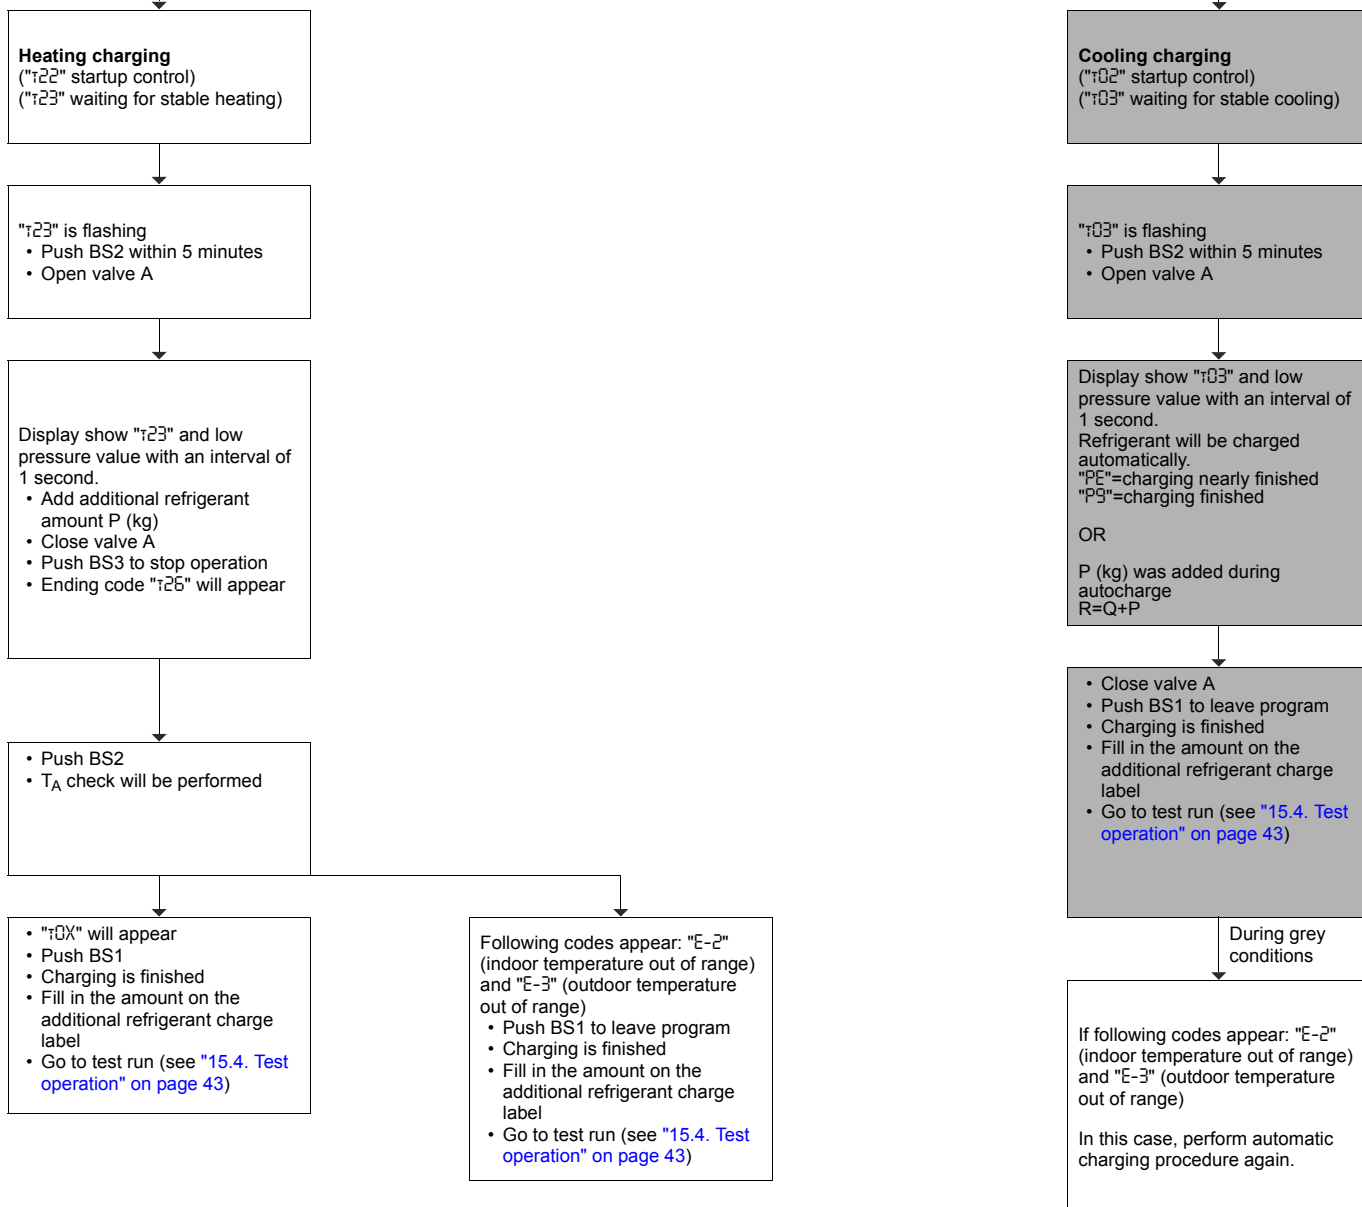 Heating charging
("t22" startup control)
("t23" waiting for stable heating)
"t23" is flashing
• Push BS2 within 5 minutes
• Open valve A
Display show "t23" and low
pressure value with an interval of
1 second.
• Add additional refrigerant
amount P (kg)
• Close valve A
• Push BS3 to stop operation
• Ending code "t26" will appear
• Push BS2
• TA check will be performed
• "t0X" will appear
• Push BS1
• Charging is finished
• Fill in the amount on the
additional refrigerant charge
label
• Go to test run (see "15.4. Test
operation" on page 43)
Following codes appear: "E-2"
(indoor temperature out of range)
and "E-3" (outdoor temperature
out of range)
• Push BS1 to leave program
• Charging is finished
• Fill in the amount on the
additional refrigerant charge
label
• Go to test run (see "15.4. Test
operation" on page 43)
Cooling charging
("t02" startup control)
("t03" waiting for stable cooling)
"t03" is flashing
• Push BS2 within 5 minutes
• Open valve A
Display show "t03" and low
pressure value with an interval of
1 second.
Refrigerant will be charged
automatically.
"PE"=charging nearly finished
"P9"=charging finished
OR
P (kg) was added during
autocharge
R=Q+P
• Close valve A
• Push BS1 to leave program
• Charging is finished
• Fill in the amount on the
additional refrigerant charge
label
• Go to test run (see "15.4. Test
operation" on page 43)
During grey
conditions
If following codes appear: "E-2"
(indoor temperature out of range)
and "E-3" (outdoor temperature
out of range)
In this case, perform automatic
charging procedure again.